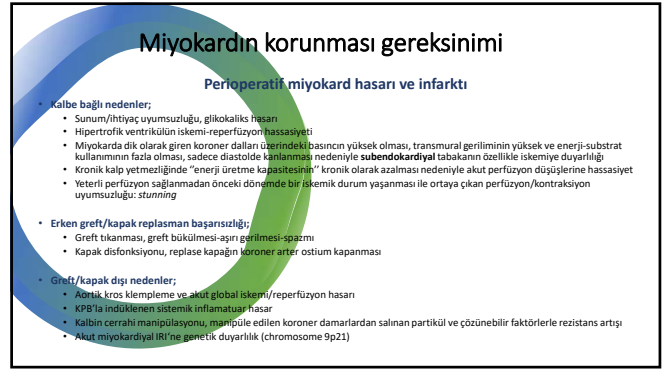 Miyokardın korunması gereksinimi
Perioperatif miyokard hasarı ve infarktı
• Kalbe bağlı nedenler;
• Sunum/ihtiyaç uyumsuzluğu, glikokaliks hasarı
• Hipertrofik ventrikülün iskemi-reperfüzyon hassasiyeti
• Miyokarda dik olarak giren koroner dalları üzerindeki basıncın yüksek olması, transmural geriliminin yüksek ve enerji-substrat
kullanımının fazla olması, sadece diastolde kanlanması nedeniyle subendokardiyal tabakanın özellikle iskemiye duyarlılığı
• Kronik kalp yetmezliğinde ‘’enerji üretme kapasitesinin’’ kronik olarak azalması nedeniyle akut perfüzyon düşüşlerine hassasiyet
• Yeterli perfüzyon sağlanmadan önceki dönemde bir iskemik durum yaşanması ile ortaya çıkan perfüzyon/kontraksiyon
uyumsuzluğu: stunning
• Erken greft/kapak replasman başarısızlığı;
• Greft tıkanması, greft bükülmesi-aşırı gerilmesi-spazmı
• Kapak disfonksiyonu, replase kapağın koroner arter ostium kapanması
• Greft/kapak dışı nedenler;
• Aortik kros klempleme ve akut global iskemi/reperfüzyon hasarı
• KPB’la indüklenen sistemik inflamatuar hasar
• Kalbin cerrahi manipülasyonu, manipüle edilen koroner damarlardan salınan partikül ve çözünebilir faktörlerle rezistans artışı
• Akut miyokardiyal IRI’ne genetik duyarlılık (chromosome 9p21)